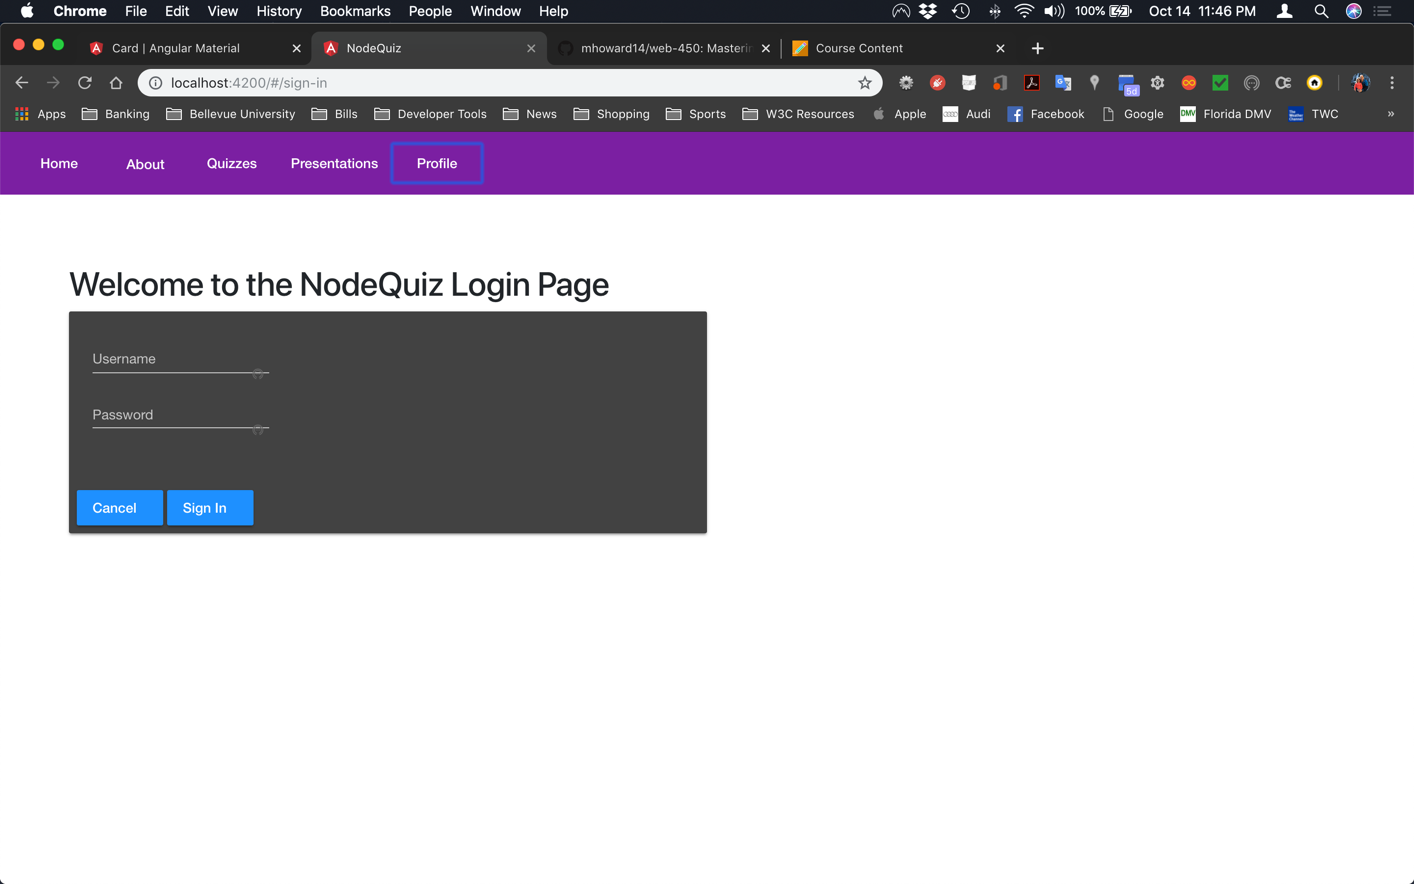 Chrome File Edit View History Bookmarks People Window Help 100% Oct 14 11:46 PM
Card | Angular Material NodeQuiz mhoward14/web-450: Masterin Course Content
localhost:4200/#/sign-in 5d
Apps Banking Bellevue University Bills Developer Tools News Shopping Sports W3C Resources Apple Audi Facebook Google DMV Florida DMV TWC »
Home About Quizzes Presentations Profile
Welcome to the NodeQuiz Login Page
Username
Password
Cancel Sign In